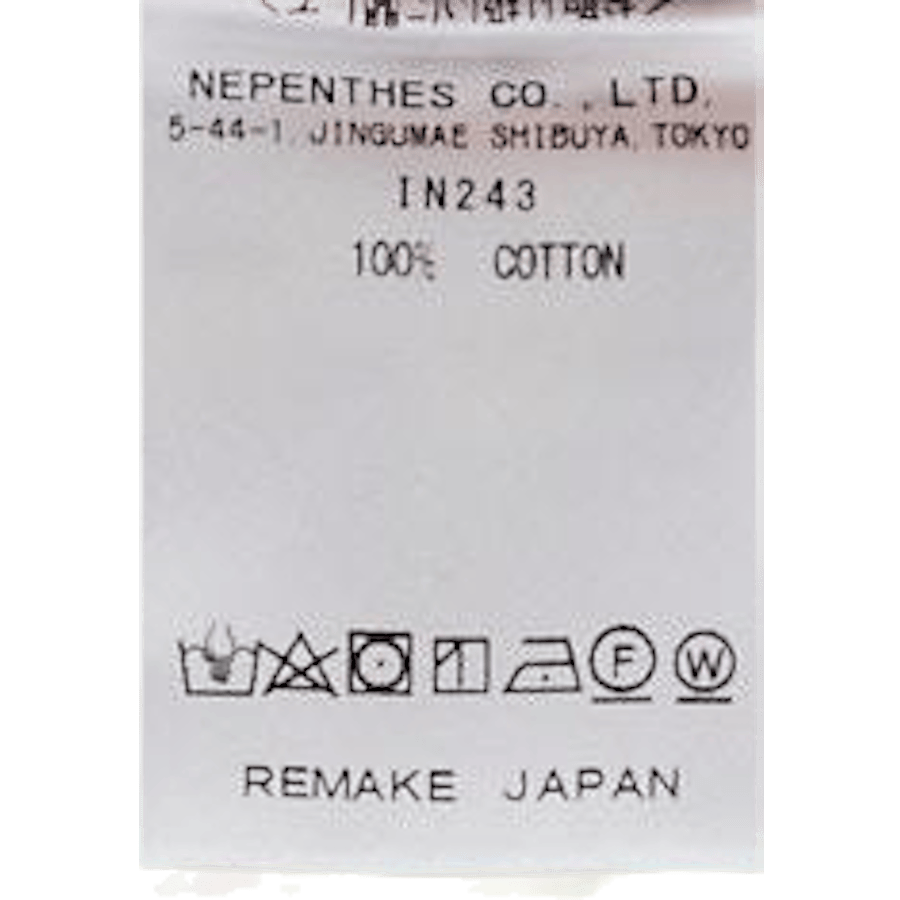 NEPENTHES CO., LTD.
5-44-1, JINGUMAE SHIBUYA, TOKYO
IN243
100% COTTON
F W
REMAKE JAPAN